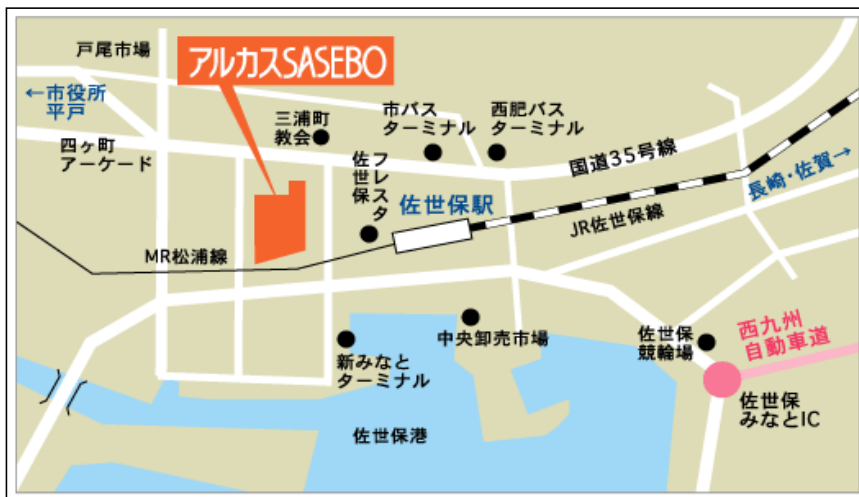 戸尾市場
アルカスSASEBO
←市役所
平戸
四ヶ町
アーケード
三浦町
教会
市バス
ターミナル
西肥バス
ターミナル
国道35号線
フレスタ
佐世保
佐世保駅
長崎・佐賀→
JR佐世保線
MR松浦線
中央卸売市場
新みなと
ターミナル
佐世保
競輪場
西九州
自動車道
佐世保
みなとIC
佐世保港